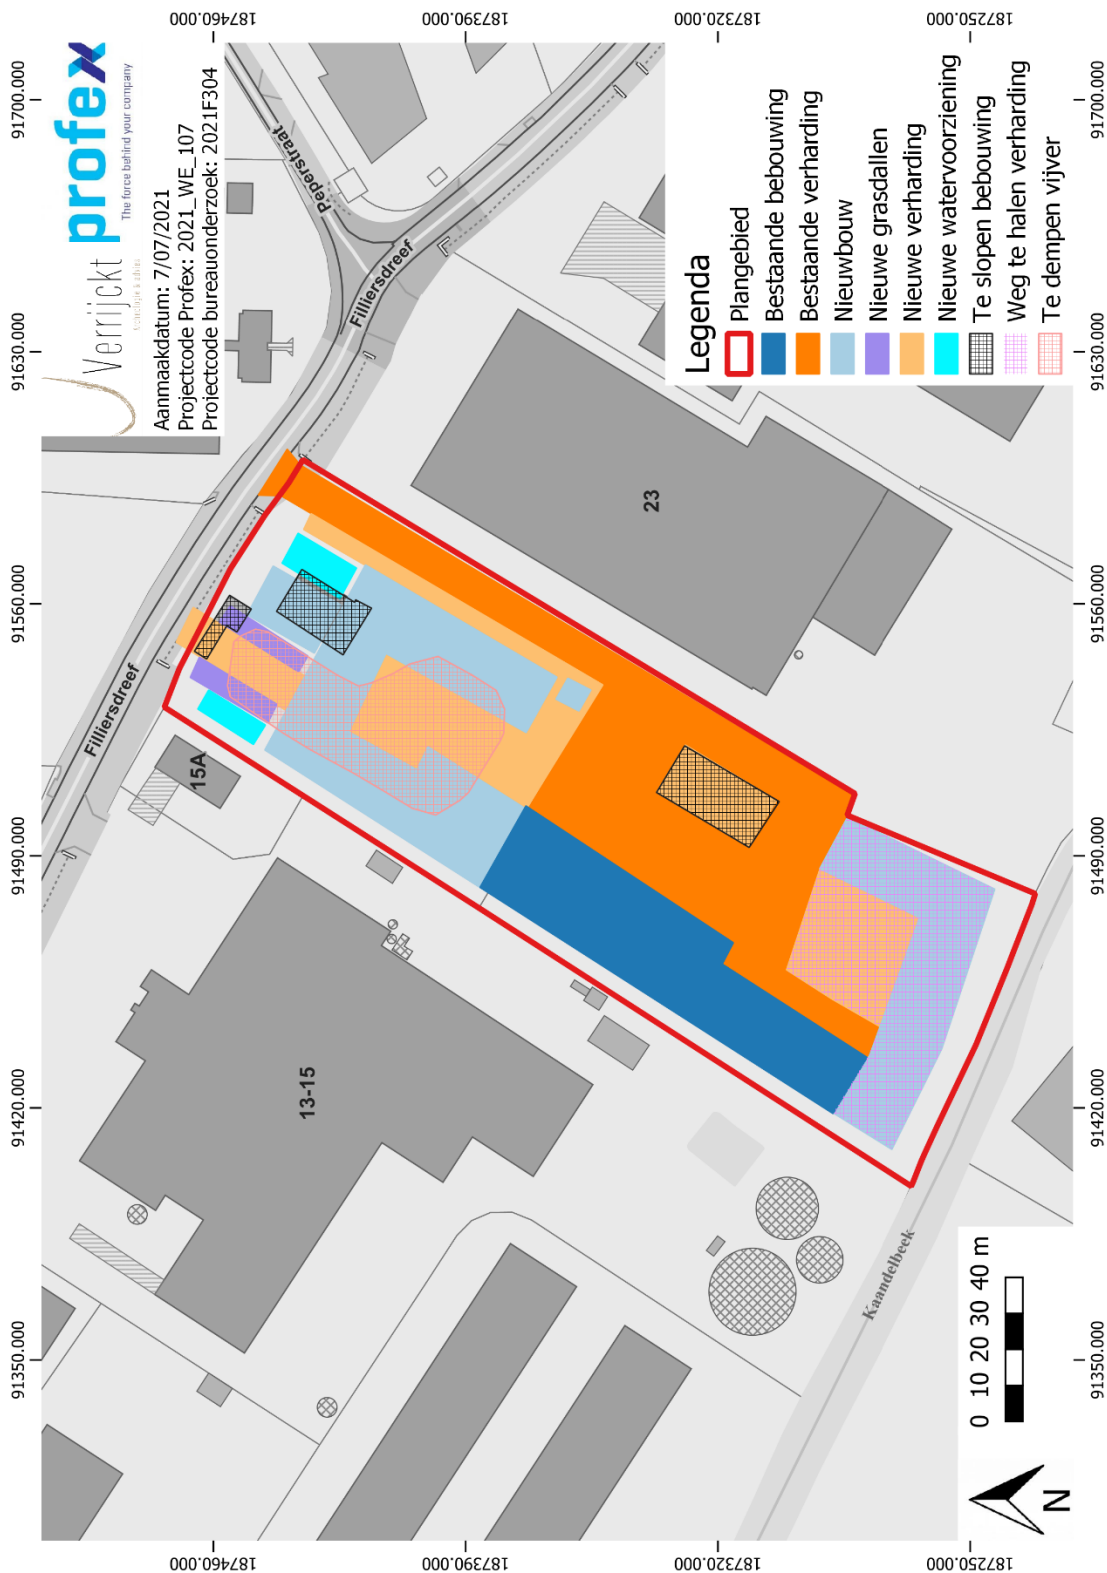 Verrijckt
profex
The force behind your company
Aanmaakdatum: 7/07/2021
Projectcode Profex: 2021_WE_107
Projectcode bureauonderzoek: 2021F304
Legenda
Plangebied
Bestaande bebouwing
Bestaande verharding
Nieuwbouw
Nieuwe grasdallen
Nieuwe verharding
Nieuwe watervoorziening
Te slopen bebouwing
Weg te halen verharding
Te dempen vijver
91350.000
91420.000
91490.000
91560.000
91630.000
91700.000
187460.000
187390.000
187320.000
187250.000
Filliersdreef
Filliersdreef
Peperstraat
15A
13-15
23
Kaandelbeek
0 10 20 30 40 m
N
91350.000
91420.000
91490.000
91560.000
91630.000
91700.000
187460.000
187390.000
187320.000
187250.000